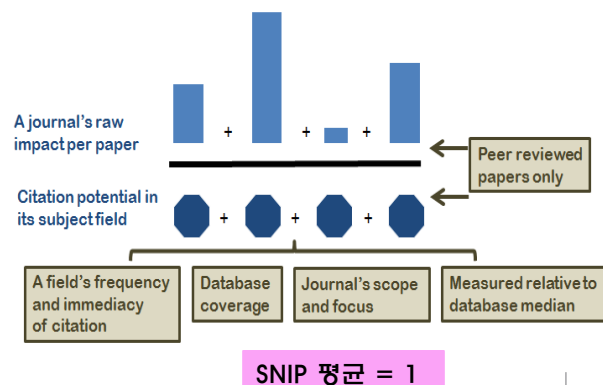 + + +
A journal's raw
impact per paper
Peer reviewed
papers only
Citation potential in
its subject field
+ + +
A field's frequency
and immediacy
of citation
Database
coverage
Journal's scope
and focus
Measured relative to
database median
SNIP 평균 = 1